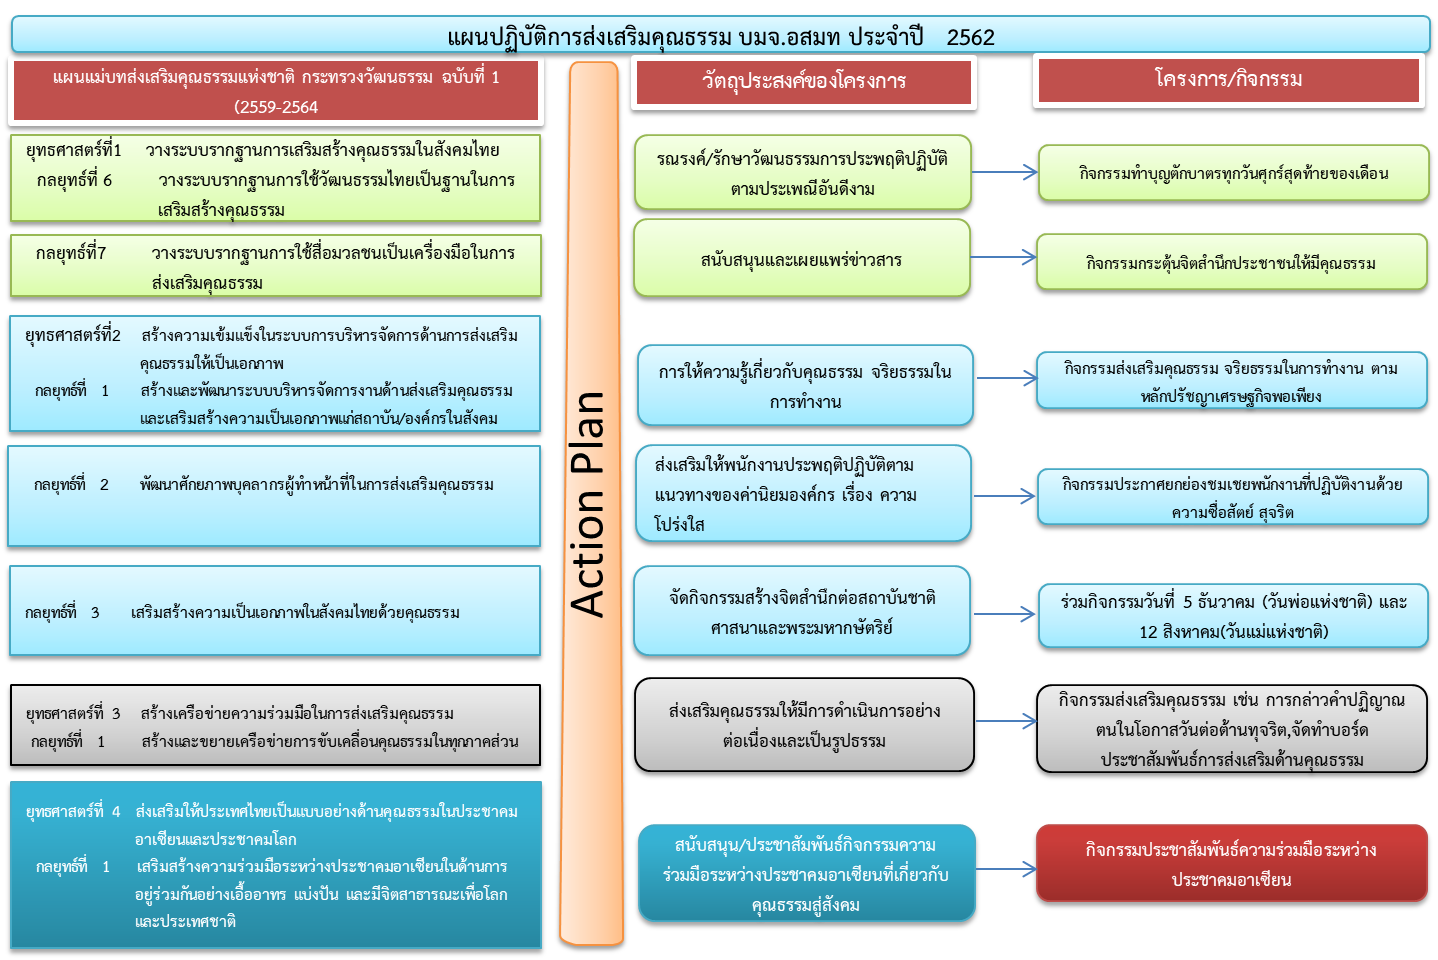 แผนปฏิบัติการส่งเสริมคุณธรรม บมจ.อสมท ประจำปี 2562
แผนแม่บทส่งเสริมคุณธรรมแห่งชาติ กระทรวงวัฒนธรรม ฉบับที่ 1
(2559-2564
วัตถุประสงค์ของโครงการ
โครงการ/กิจกรรม
ยุทธศาสตร์ที่1 วางระบบรากฐานการเสริมสร้างคุณธรรมในสังคมไทย
กลยุทธ์ที่ 6 วางระบบรากฐานการใช้วัฒนธรรมไทยเป็นฐานในการ
เสริมสร้างคุณธรรม
รณรงค์/รักษาวัฒนธรรมการประพฤติปฏิบัติ
ตามประเพณีอันดีงาม
กิจกรรมทำบุญตักบาตรทุกวันศุกร์สุดท้ายของเดือน
กลยุทธ์ที่7 วางระบบรากฐานการใช้สื่อมวลชนเป็นเครื่องมือในการ
ส่งเสริมคุณธรรม
สนับสนุนและเผยแพร่ข่าวสาร
กิจกรรมกระตุ้นจิตสำนึกประชาชนให้มีคุณธรรม
ยุทธศาสตร์ที่2 สร้างความเข้มแข็งในระบบการบริหารจัดการด้านการส่งเสริม
คุณธรรมให้เป็นเอกภาพ
กลยุทธ์ที่ 1 สร้างและพัฒนาระบบบริหารจัดการงานด้านส่งเสริมคุณธรรม
และเสริมสร้างความเป็นเอกภาพแก่สถาบัน/องค์กรในสังคม
การให้ความรู้เกี่ยวกับคุณธรรม จริยธรรมใน
การทำงาน
กิจกรรมส่งเสริมคุณธรรม จริยธรรมในการทำงาน ตาม
หลักปรัชญาเศรษฐกิจพอเพียง
Action Plan
กลยุทธ์ที่ 2 พัฒนาศักยภาพบุคลากรผู้ทำหน้าที่ในการส่งเสริมคุณธรรม
ส่งเสริมให้พนักงานประพฤติปฏิบัติตาม
แนวทางของค่านิยมองค์กร เรื่อง ความ
โปร่งใส
กิจกรรมประกาศยกย่องชมเชยพนักงานที่ปฏิบัติงานด้วย
ความซื่อสัตย์ สุจริต
กลยุทธ์ที่ 3 เสริมสร้างความเป็นเอกภาพในสังคมไทยด้วยคุณธรรม
จัดกิจกรรมสร้างจิตสำนึกต่อสถาบันชาติ
ศาสนาและพระมหากษัตริย์
ร่วมกิจกรรมวันที่ 5 ธันวาคม (วันพ่อแห่งชาติ) และ
12 สิงหาคม(วันแม่แห่งชาติ)
ยุทธศาสตร์ที่ 3 สร้างเครือข่ายความร่วมมือในการส่งเสริมคุณธรรม
กลยุทธ์ที่ 1 สร้างและขยายเครือข่ายการขับเคลื่อนคุณธรรมในทุกภาคส่วน
ส่งเสริมคุณธรรมให้มีการดำเนินการอย่าง
ต่อเนื่องและเป็นรูปธรรม
กิจกรรมส่งเสริมคุณธรรม เช่น การกล่าวคำปฏิญาณ
ตนในโอกาสวันต่อต้านทุจริต,จัดทำบอร์ด
ประชาสัมพันธ์การส่งเสริมด้านคุณธรรม
ยุทธศาสตร์ที่ 4 ส่งเสริมให้ประเทศไทยเป็นแบบอย่างด้านคุณธรรมในประชาคม
อาเซียนและประชาคมโลก
กลยุทธ์ที่ 1 เสริมสร้างความร่วมมือระหว่างประชาคมอาเซียนในด้านการ
อยู่ร่วมกันอย่างเอื้ออาทร แบ่งปัน และมีจิตสาธารณะเพื่อโลก
และประเทศชาติ
สนับสนุน/ประชาสัมพันธ์กิจกรรมความ
ร่วมมือระหว่างประชาคมอาเซียนที่เกี่ยวกับ
คุณธรรมสู่สังคม
กิจกรรมประชาสัมพันธ์ความร่วมมือระหว่าง
ประชาคมอาเซียน